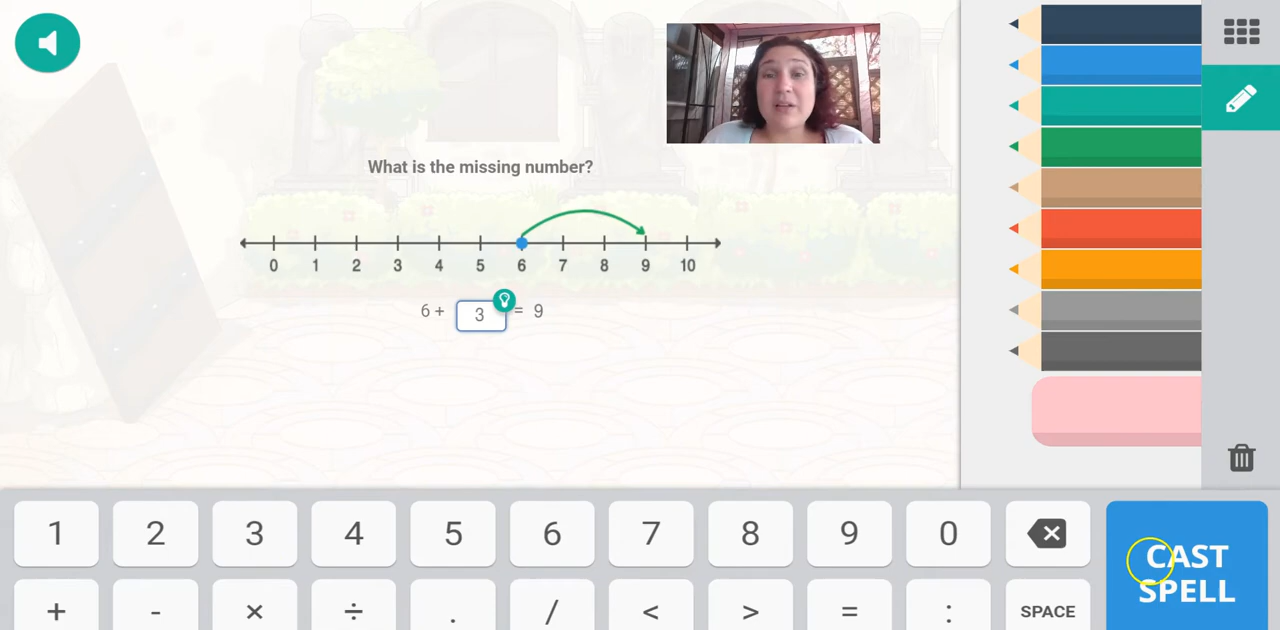 What is the missing number?
0 1 2 3 4 5 6 7 8 9 10
6 + 3 = 9
1 2 3 4 5 6 7 8 9 0
CAST
SPELL
+ - × ÷ . / < > = : SPACE